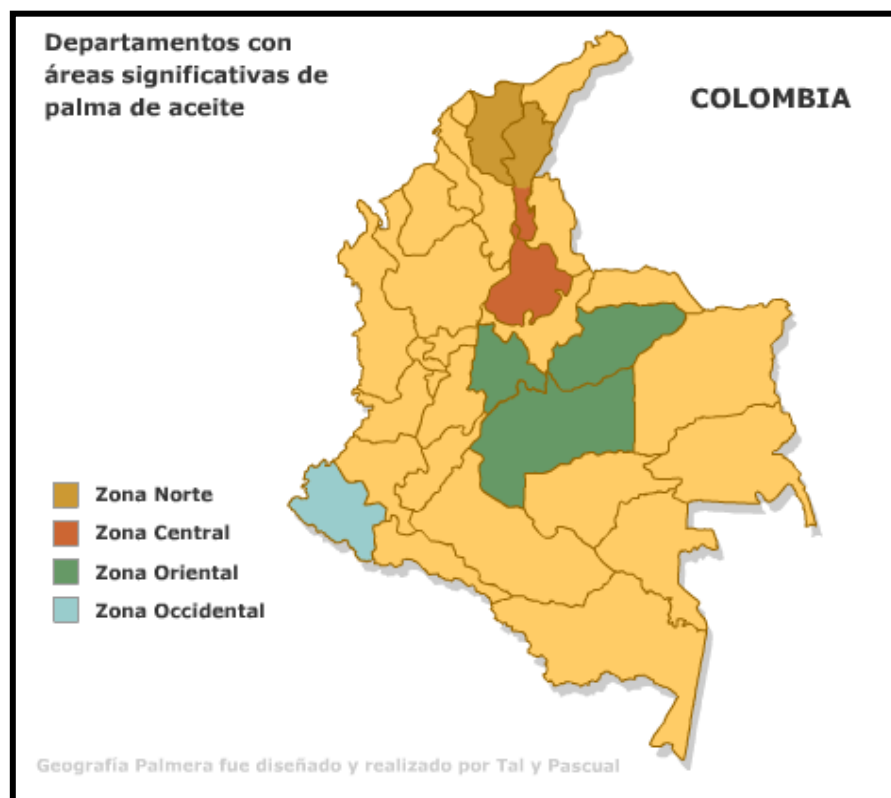 Departamentos con
áreas significativas de
palma de aceite
COLOMBIA
Zona Norte
Zona Central
Zona Oriental
Zona Occidental
Geografía Palmera fue diseñado y realizado por Tal y Pascual